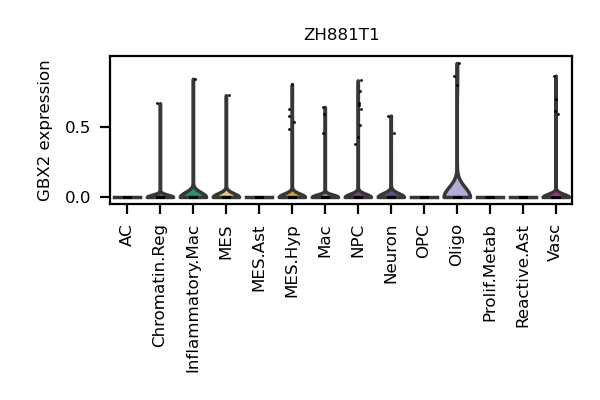 ZH881T1
GBX2 expression
0.5
0.0
AC
Chromatin.Reg
Inflammatory.Mac
MES
MES.Ast
MES.Hyp
Mac
NPC
Neuron
OPC
Oligo
Prolif.Metab
Reactive.Ast
Vasc